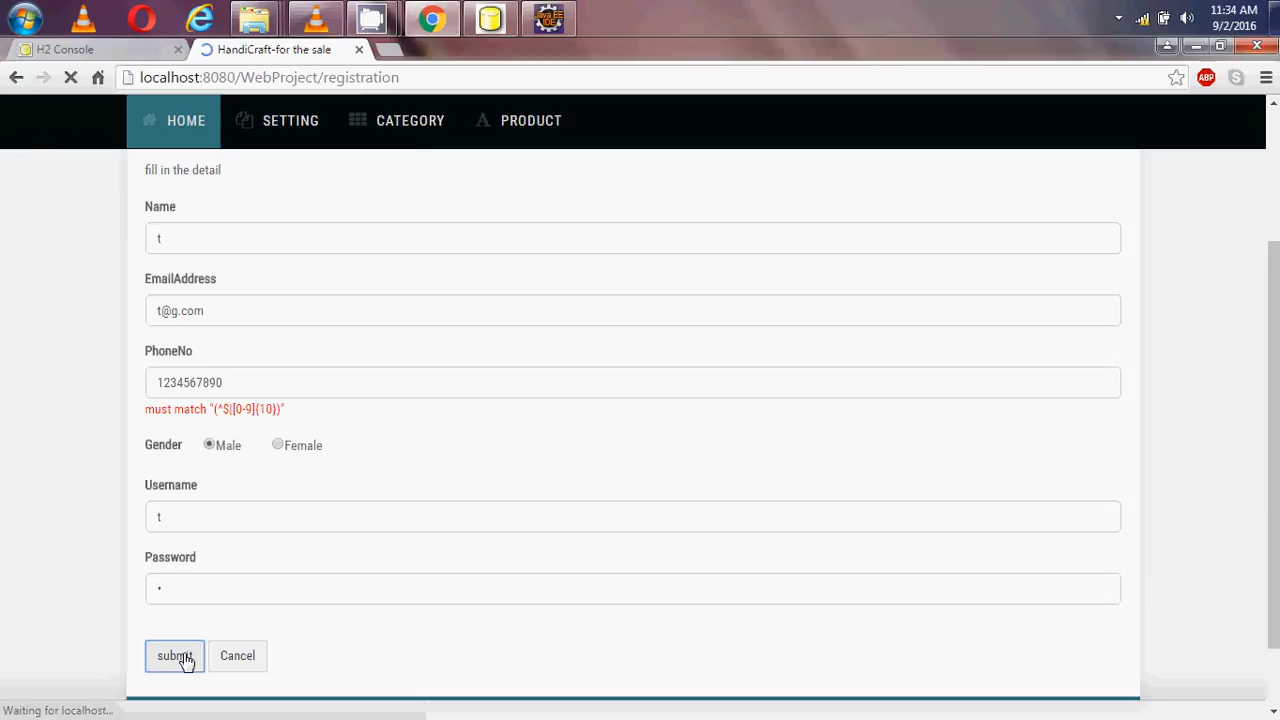 11:34 AM
9/2/2016
H2 Console
HandiCraft-for the sale
localhost:8080/WebProject/registration
ABP
HOME
SETTING
CATEGORY
PRODUCT
fill in the detail
Name
t
EmailAddress
t@g.com
PhoneNo
1234567890
must match "(^$|[0-9]{10})"
Gender
Male
Female
Username
t
Password
•
submit
Cancel
Waiting for localhost...